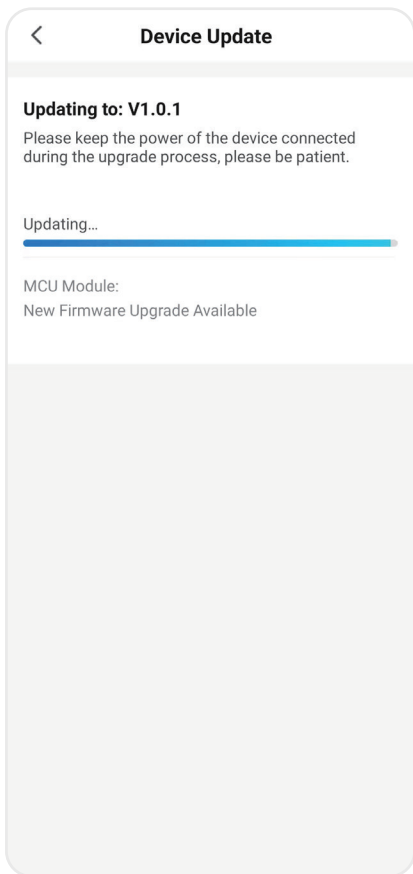 Device Update
Updating to: V1.0.1
Please keep the power of the device connected
during the upgrade process, please be patient.
Updating...
MCU Module:
New Firmware Upgrade Available